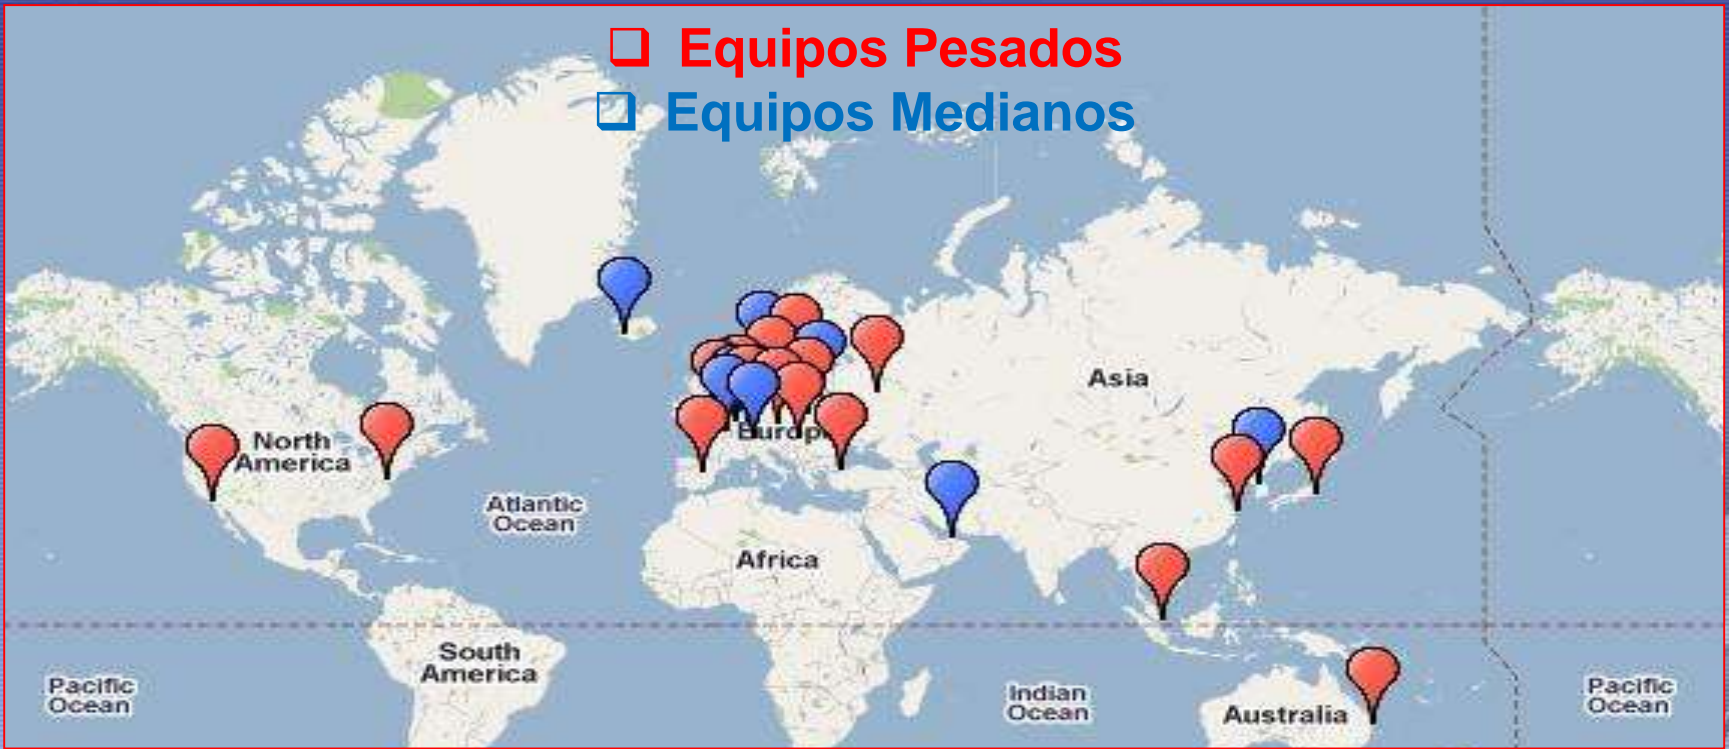 ❑ Equipos Pesados
❑ Equipos Medianos
Asia
North
America
Europ
Atlantic
Ocean
Africa
South
America
Pacific
Ocean
Indian
Ocean
Australia
Pacific
Ocean